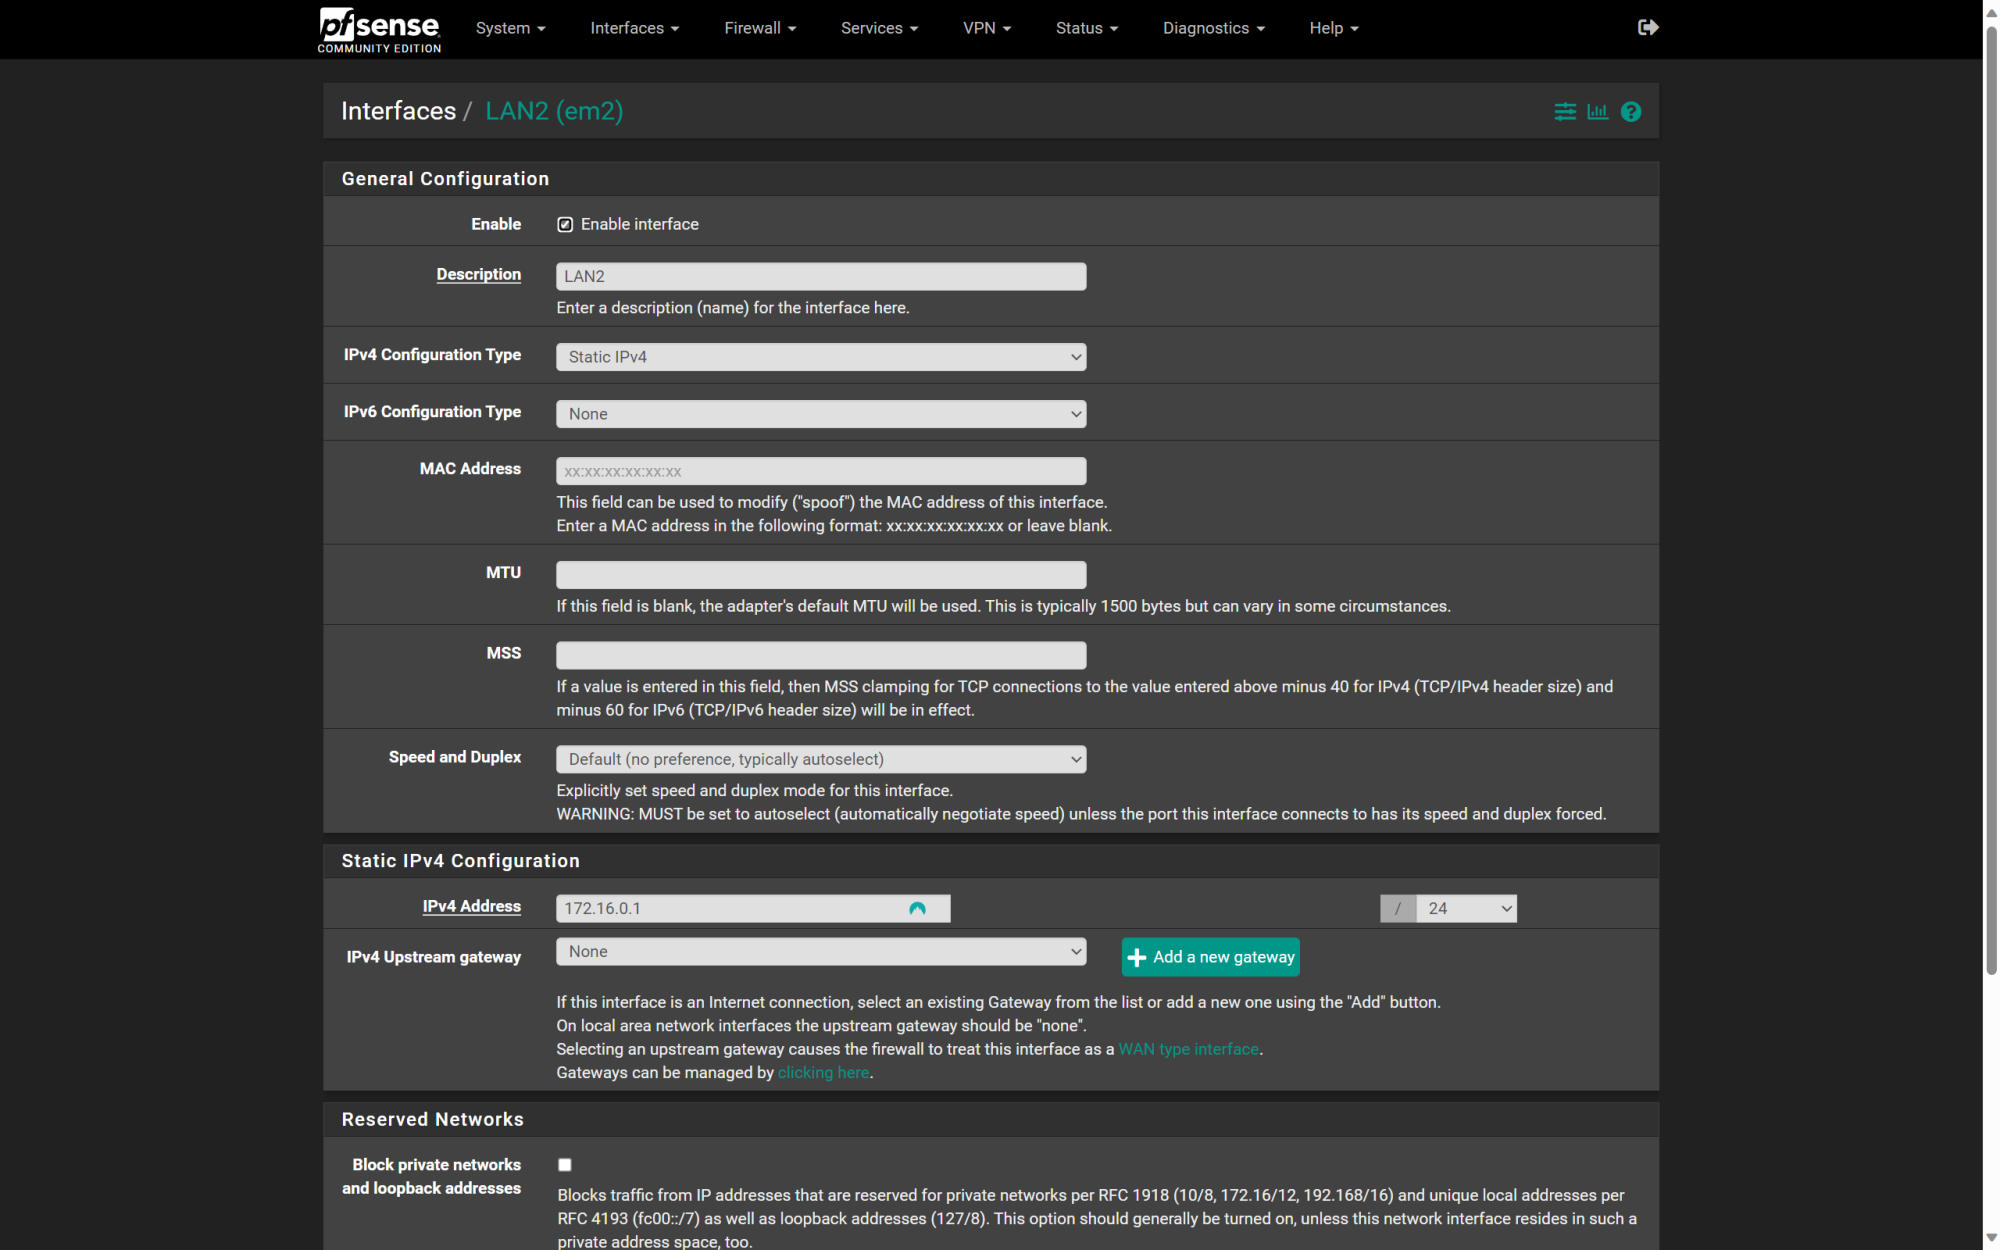 pfsense
COMMUNITY EDITION
System Interfaces Firewall Services VPN Status Diagnostics Help
Interfaces / LAN2 (em2)
General Configuration
Enable Enable interface
Description LAN2
Enter a description (name) for the interface here.
IPv4 Configuration Type Static IPv4
IPv6 Configuration Type None
MAC Address xx:xx:xx:xx:xx:xx
This field can be used to modify ("spoof") the MAC address of this interface.
Enter a MAC address in the following format: xx:xx:xx:xx:xx:xx or leave blank.
MTU
If this field is blank, the adapter's default MTU will be used. This is typically 1500 bytes but can vary in some circumstances.
MSS
If a value is entered in this field, then MSS clamping for TCP connections to the value entered above minus 40 for IPv4 (TCP/IPv4 header size) and
minus 60 for IPv6 (TCP/IPv6 header size) will be in effect.
Speed and Duplex Default (no preference, typically autoselect)
Explicitly set speed and duplex mode for this interface.
WARNING: MUST be set to autoselect (automatically negotiate speed) unless the port this interface connects to has its speed and duplex forced.
Static IPv4 Configuration
IPv4 Address 172.16.0.1 / 24
IPv4 Upstream gateway None Add a new gateway
If this interface is an Internet connection, select an existing Gateway from the list or add a new one using the "Add" button.
On local area network interfaces the upstream gateway should be "none".
Selecting an upstream gateway causes the firewall to treat this interface as a WAN type interface.
Gateways can be managed by clicking here.
Reserved Networks
Block private networks
and loopback addresses
Blocks traffic from IP addresses that are reserved for private networks per RFC 1918 (10/8, 172.16/12, 192.168/16) and unique local addresses per
RFC 4193 (fc00::/7) as well as loopback addresses (127/8). This option should generally be turned on, unless this network interface resides in such a
private address space, too.